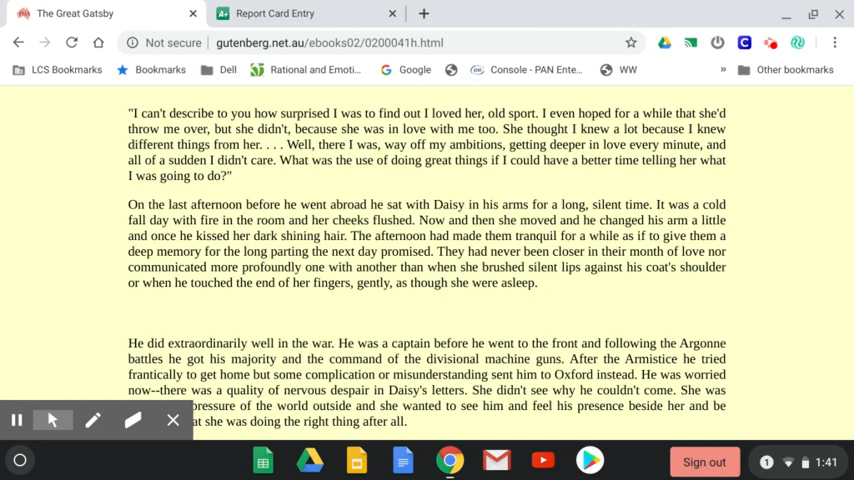 The Great Gatsby
Report Card Entry
Not secure | gutenberg.net.au/ebooks02/0200041h.html
LCS Bookmarks
Bookmarks
Dell
Rational and Emoti...
Google
Console - PAN Ente...
WW
»
Other bookmarks
"I can't describe to you how surprised I was to find out I loved her, old sport. I even hoped for a while that she'd
throw me over, but she didn't, because she was in love with me too. She thought I knew a lot because I knew
different things from her. . . . Well, there I was, way off my ambitions, getting deeper in love every minute, and
all of a sudden I didn't care. What was the use of doing great things if I could have a better time telling her what
I was going to do?"
On the last afternoon before he went abroad he sat with Daisy in his arms for a long, silent time. It was a cold
fall day with fire in the room and her cheeks flushed. Now and then she moved and he changed his arm a little
and once he kissed her dark shining hair. The afternoon had made them tranquil for a while as if to give them a
deep memory for the long parting the next day promised. They had never been closer in their month of love nor
communicated more profoundly one with another than when she brushed silent lips against his coat's shoulder
or when he touched the end of her fingers, gently, as though she were asleep.
He did extraordinarily well in the war. He was a captain before he went to the front and following the Argonne
battles he got his majority and the command of the divisional machine guns. After the Armistice he tried
frantically to get home but some complication or misunderstanding sent him to Oxford instead. He was worried
now--there was a quality of nervous despair in Daisy's letters. She didn't see why he couldn't come. She was
pressure of the world outside and she wanted to see him and feel his presence beside her and be
at she was doing the right thing after all.
Sign out
1
1:41